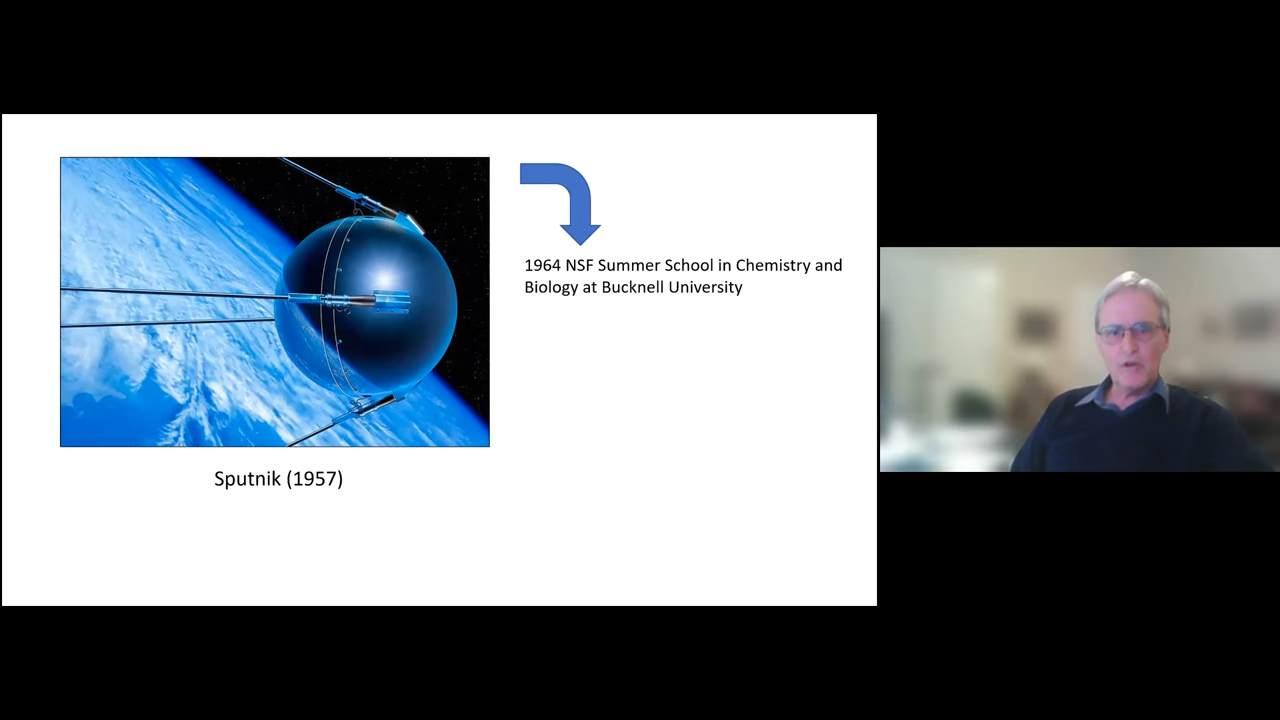 1964 NSF Summer School in Chemistry and
Biology at Bucknell University
Sputnik (1957)